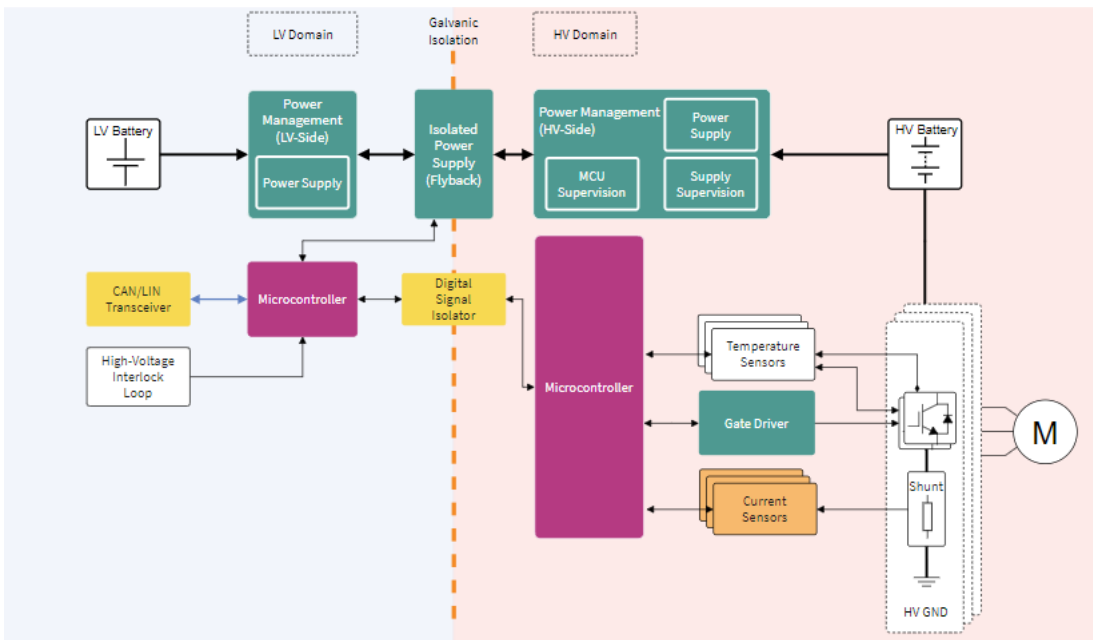 LV Domain
Galvanic
Isolation
HV Domain
LV Battery
Power
Management
(LV-Side)
Power Supply
Isolated
Power
Supply
(Flyback)
Power Management
(HV-Side)
Power
Supply
MCU
Supervision
Supply
Supervision
HV Battery
CAN/LIN
Transceiver
Microcontroller
Digital
Signal
Isolator
High-Voltage
Interlock
Loop
Microcontroller
Temperature
Sensors
Gate Driver
Current
Sensors
Shunt
HV GND
M